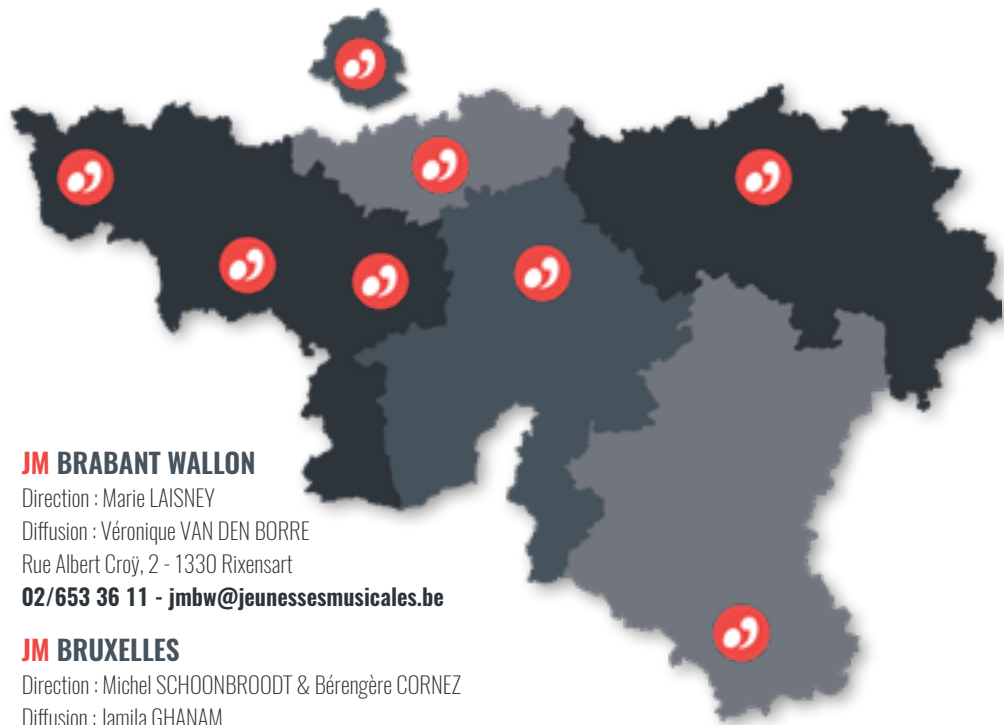 JM BRABANT WALLON
Direction : Marie LAISNEY
Diffusion : Véronique VAN DEN BORRE
Rue Albert Croÿ, 2 - 1330 Rixensart
02/653 36 11 - jmbw@jeunessesmusicales.be
JM BRUXELLES
Direction : Michel SCHOONBROODT & Bérengère CORNEZ
Diffusion : Jamila GHANAM